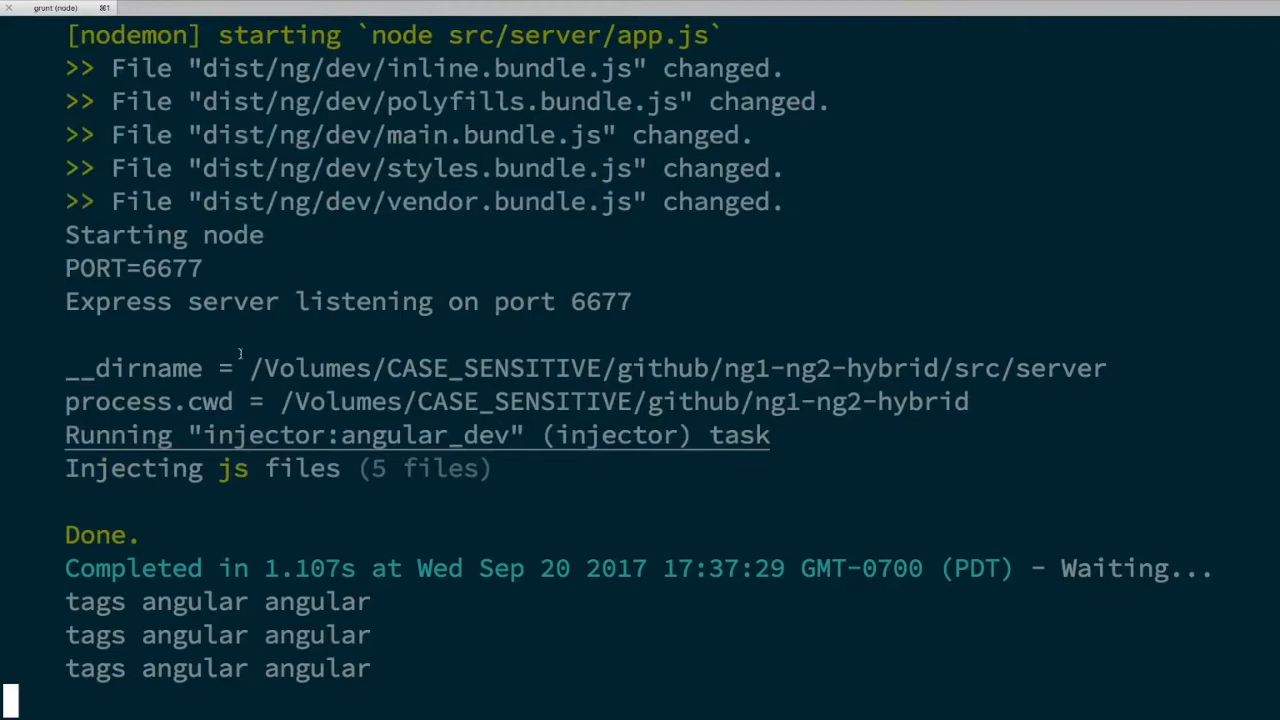 grunt (node) ⌘1
[nodemon] starting `node src/server/app.js`
>> File "dist/ng/dev/inline.bundle.js" changed.
>> File "dist/ng/dev/polyfills.bundle.js" changed.
>> File "dist/ng/dev/main.bundle.js" changed.
>> File "dist/ng/dev/styles.bundle.js" changed.
>> File "dist/ng/dev/vendor.bundle.js" changed.
Starting node
PORT=6677
Express server listening on port 6677
__dirname = /Volumes/CASE_SENSITIVE/github/ng1-ng2-hybrid/src/server
process.cwd = /Volumes/CASE_SENSITIVE/github/ng1-ng2-hybrid
Running "injector:angular_dev" (injector) task
Injecting js files (5 files)
Done.
Completed in 1.107s at Wed Sep 20 2017 17:37:29 GMT-0700 (PDT) - Waiting...
tags angular angular
tags angular angular
tags angular angular